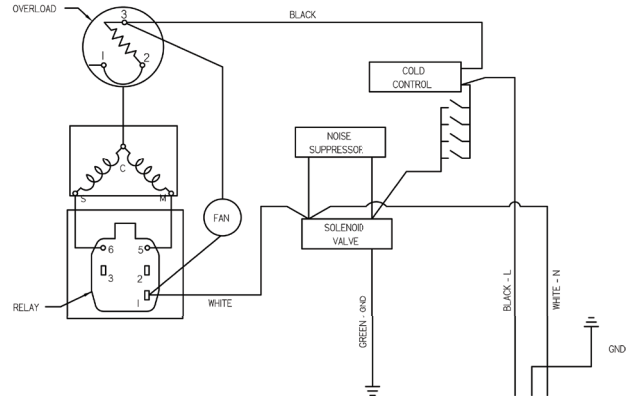 OVERLOAD
3
BLACK
1
2
COLD
CONTROL
NOISE
SUPPRESSOR
C
S
M
FAN
SOLENOID
VALVE
6
5
3
2
1
RELAY
WHITE
GREEN - GND
BLACK - L
WHITE - N
GND